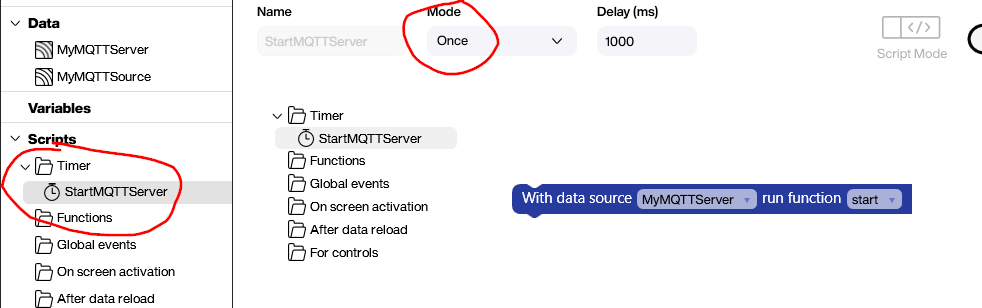 Data
MyMQTTServer
MyMQTTSource
Variables
Scripts
Timer
StartMQTTServer
Functions
Global events
On screen activation
After data reload
Name
Mode
Delay (ms)
StartMQTTServer
Once
1000
Script Mode
Timer
StartMQTTServer
Functions
Global events
On screen activation
After data reload
For controls
With data source MyMQTTServer run function start